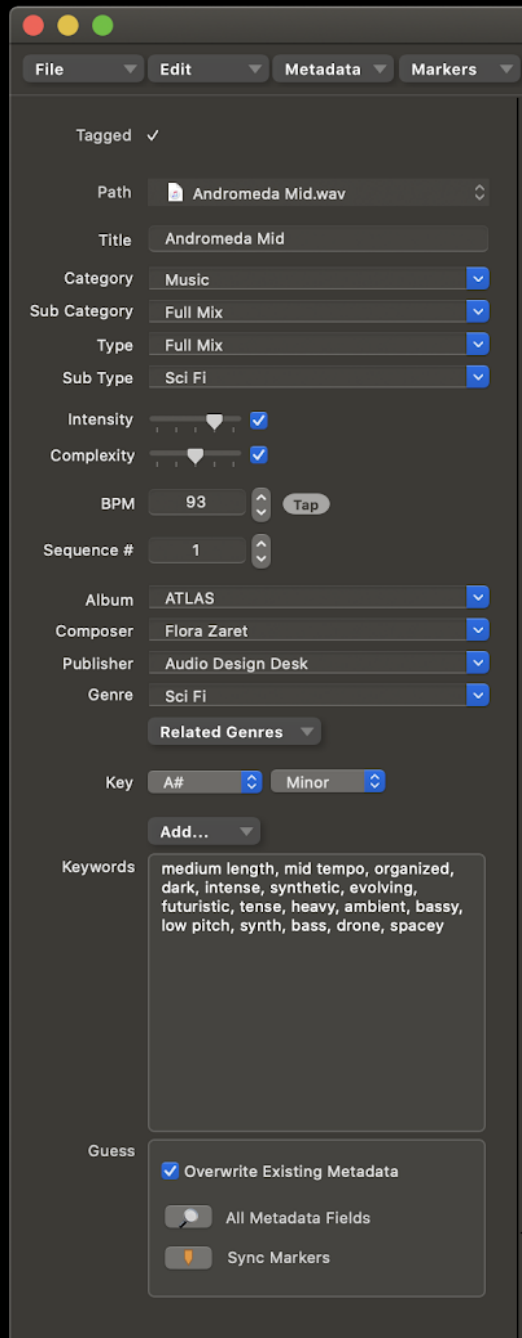 File Edit Metadata Markers
Tagged
Path Andromeda Mid.wav
Title Andromeda Mid
Category Music
Sub Category Full Mix
Type Full Mix
Sub Type Sci Fi
Intensity
Complexity
BPM 93 Tap
Sequence # 1
Album ATLAS
Composer Flora Zaret
Publisher Audio Design Desk
Genre Sci Fi
Related Genres
Key A# Minor
Add...
Keywords medium length, mid tempo, organized,
dark, intense, synthetic, evolving,
futuristic, tense, heavy, ambient, bassy,
low pitch, synth, bass, drone, spacey
Guess
Overwrite Existing Metadata
All Metadata Fields
Sync Markers